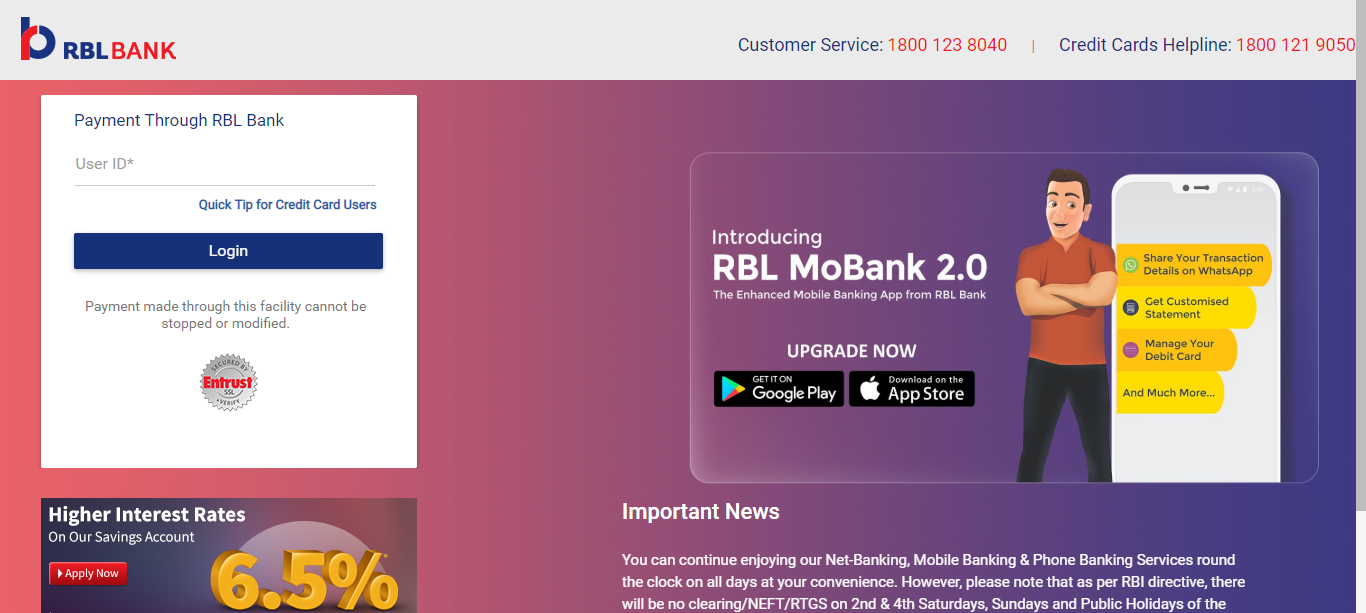 RBL BANK
Customer Service: 1800 123 8040 | Credit Cards Helpline: 1800 121 9050
Payment Through RBL Bank
User ID*
Quick Tip for Credit Card Users
Login
Payment made through this facility cannot be
stopped or modified.
SECURED BY
Entrust
SSL
VERIFY
Higher Interest Rates
On Our Savings Account
Apply Now
6.5%*
Introducing
RBL MoBank 2.0
The Enhanced Mobile Banking App from RBL Bank
UPGRADE NOW
GET IT ON
Google Play
Download on the
App Store
Share Your Transaction
Details on WhatsApp
Get Customised
Statement
Manage Your
Debit Card
And Much More...
Important News
You can continue enjoying our Net-Banking, Mobile Banking & Phone Banking Services round
the clock on all days at your convenience. However, please note that as per RBI directive, there
will be no clearing/NEFT/RTGS on 2nd & 4th Saturdays, Sundays and Public Holidays of the